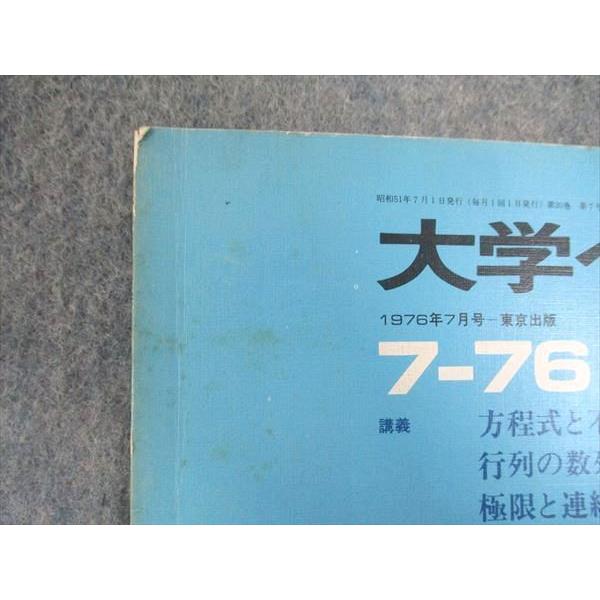 昭和51年7月1日発行(毎月1回1日発行)第20巻 第7
大学へ
1976年7月号ー東京出版
7-76
講義 方程式と不
行列の数列
極限と連続